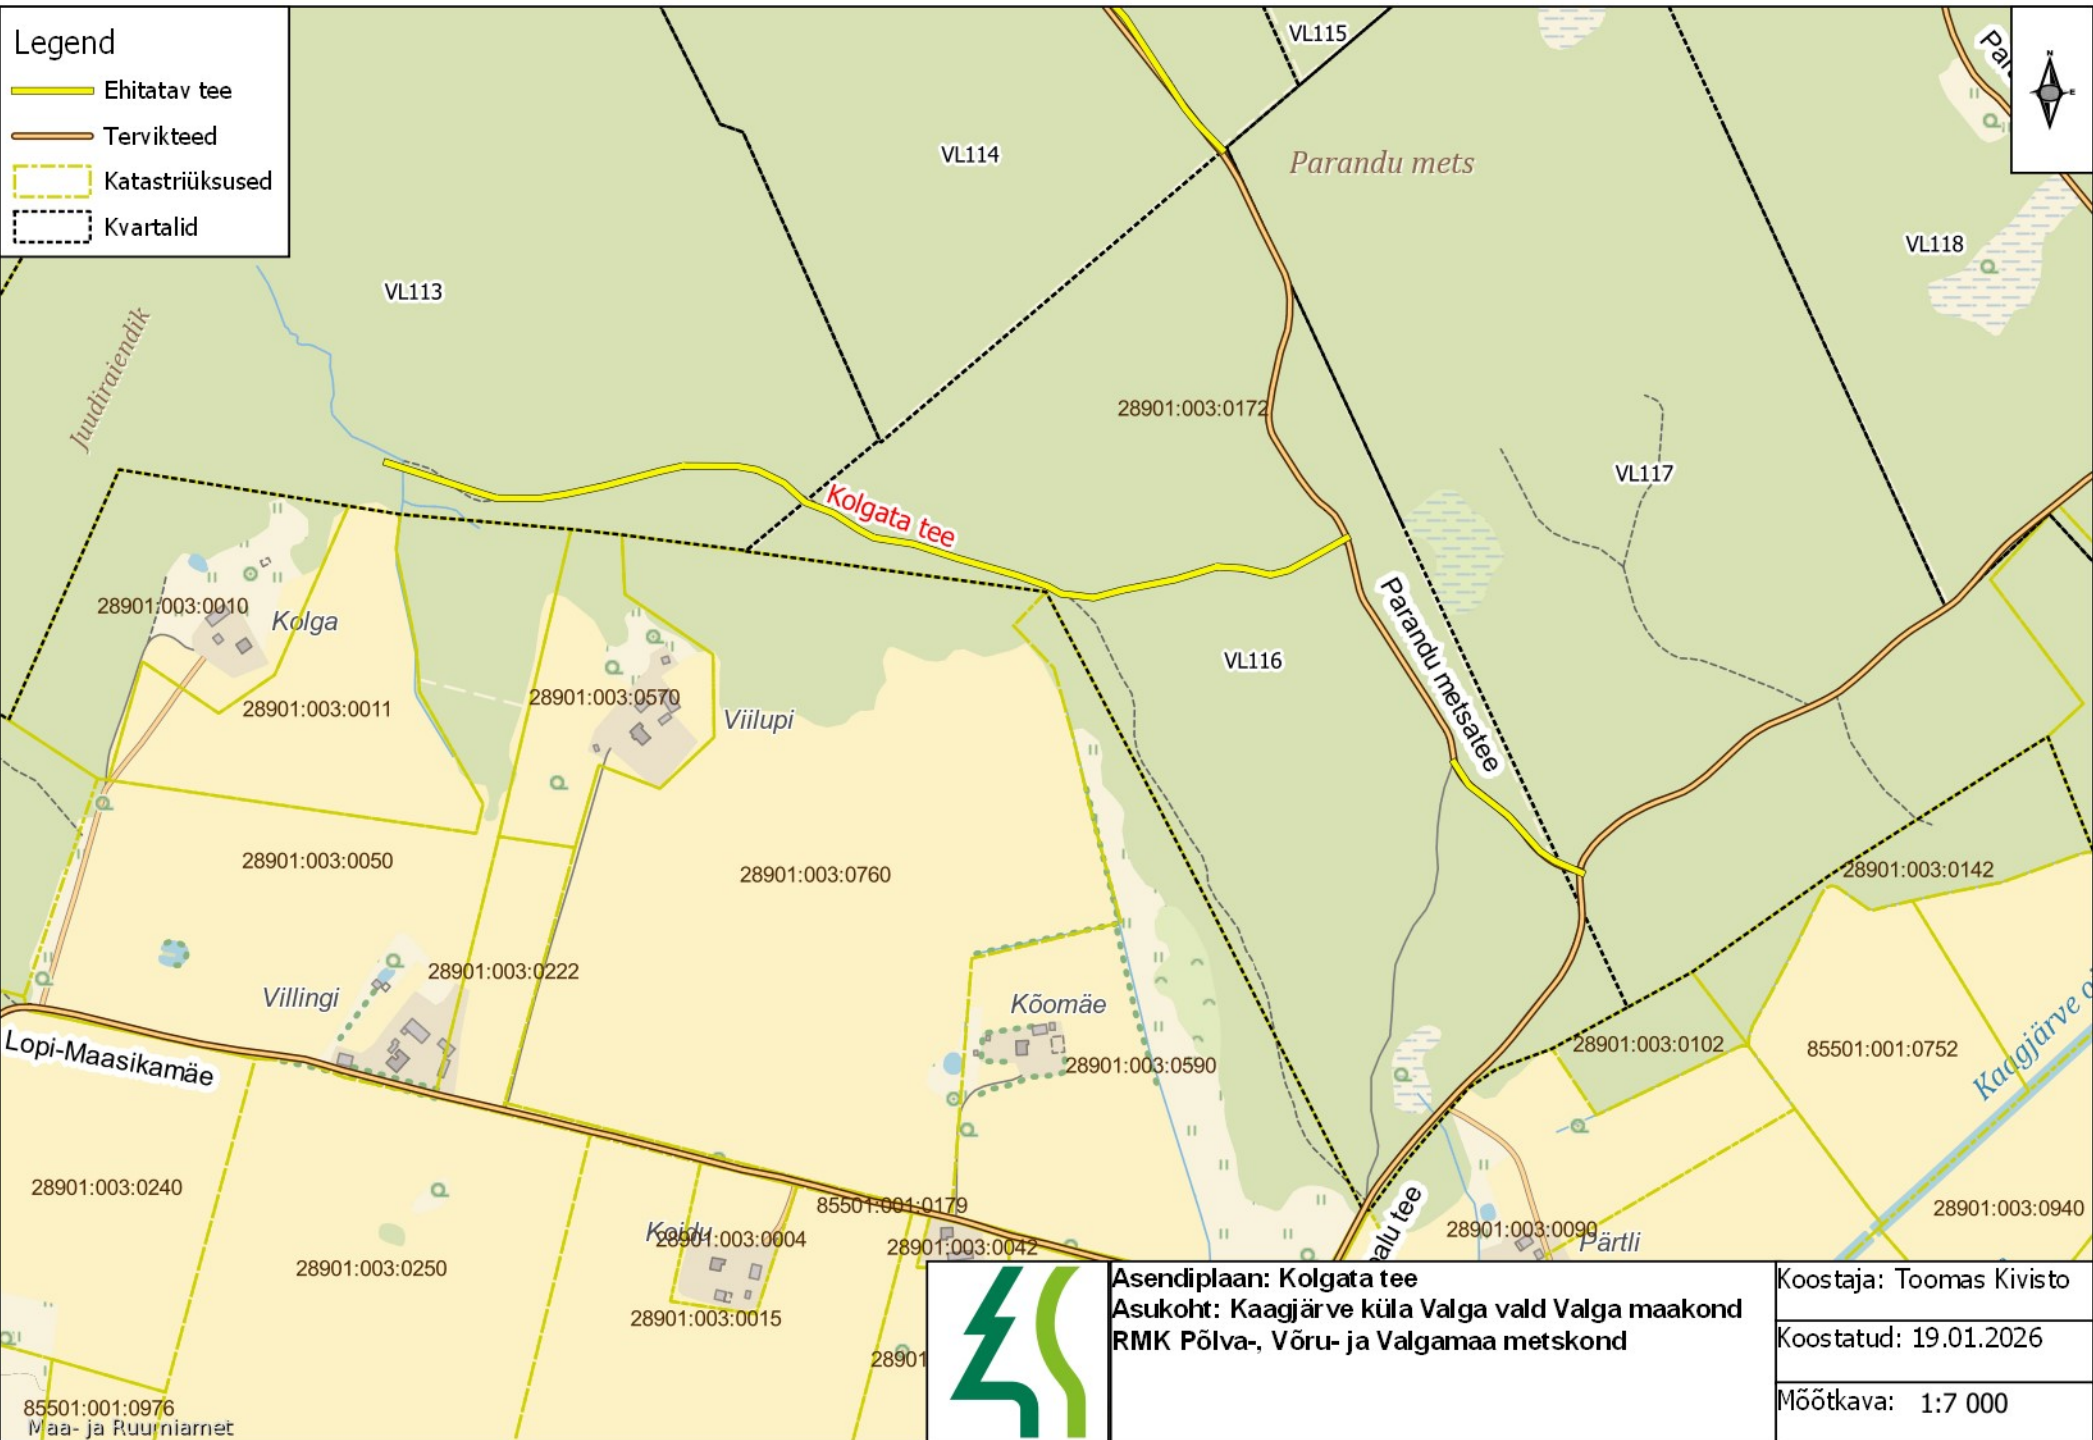 Legend
Ehitatav tee
Tervikteed
Katastriüksused
Kvartalid
N
E
VL115
VL114
Parandu mets
VL118
VL113
Juudiraiendik
28901:003:0172
VL117
Kolgata tee
28901:003:0010
Kolga
Parandu metsatee
VL116
28901:003:0011
28901:003:0570
Viilupi
28901:003:0050
28901:003:0760
28901:003:0142
28901:003:0222
Villingi
Kõomäe
Lopi-Maasikamäe
28901:003:0590
28901:003:0102
85501:001:0752
Kaagjärve o
28901:003:0240
85501:001:0179
28901:003:0940
Koidu
28901:003:0004
28901:003:0042
palu tee
28901:003:0090
Pärtli
28901:003:0250
28901:003:0015
28901
85501:001:0976
Maa- ja Ruumiamet
Asendiplaan: Kolgata tee
Asukoht: Kaagjärve küla Valga vald Valga maakond
RMK Põlva-, Võru- ja Valgamaa metskond
Koostaja: Toomas Kivisto
Koostatud: 19.01.2026
Mõõtkava: 1:7 000